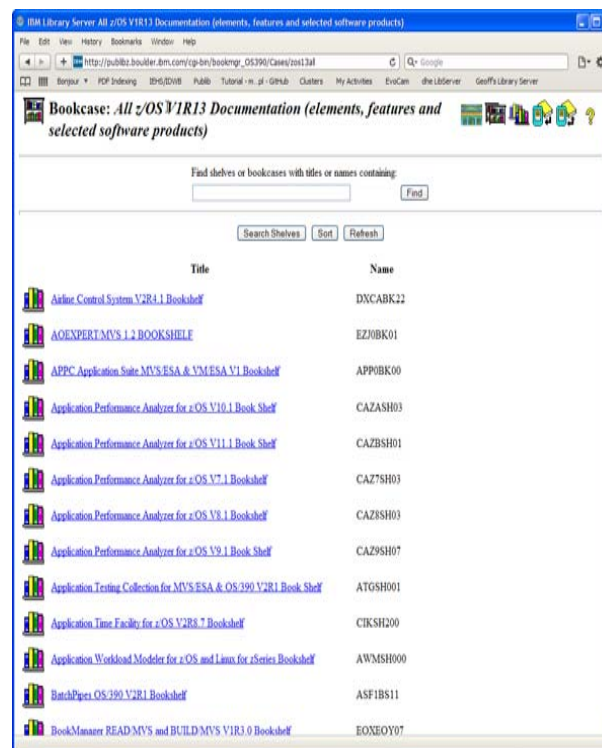 IBM Library Server All z/OS V1R13 Documentation (elements, features and selected software products)
File Edit View History Bookmarks Window Help
http://publibz.boulder.ibm.com/cgi-bin/bookmgr_OS390/Cases/zos13all Google
Bonjour PDF Indexing Publib Tutorial Clusters My Activities EvoCam dhe LibServer Geoff's Library Server
Bookcase: All z/OS V1R13 Documentation (elements, features and
selected software products)
Find shelves or bookcases with titles or names containing:
Find
Search Shelves Sort Refresh
Title Name
Airline Control System V2R4.1 Bookshelf DXCABK22
AOEXPERT/MVS 1.2 BOOKSHELF EZJ0BK01
APPC Application Suite MVS/ESA & VM/ESA V1 Bookshelf APP0BK00
Application Performance Analyzer for z/OS V10.1 Book Shelf CAZASH03
Application Performance Analyzer for z/OS V11.1 Book Shelf CAZBSH01
Application Performance Analyzer for z/OS V7.1 Bookshelf CAZ7SH03
Application Performance Analyzer for z/OS V8.1 Bookshelf CAZ8SH03
Application Performance Analyzer for z/OS V9.1 Book Shelf CAZ9SH07
Application Testing Collection for MVS/ESA & OS/390 V2R1 Book Shelf ATGSH001
Application Time Facility for z/OS V2R8.7 Bookshelf CIKSH200
Application Workload Modeler for z/OS and Linux for zSeries Bookshelf AWMSH000
BatchPipes OS/390 V2R1 Bookshelf ASF1BS11
BookManager READ/MVS and BUILD/MVS V1R3.0 Bookshelf EOXEOY07